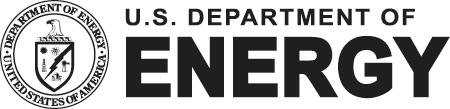 DEPARTMENT OF ENERGY
UNITED STATES OF AMERICA
U.S. DEPARTMENT OF
ENERGY